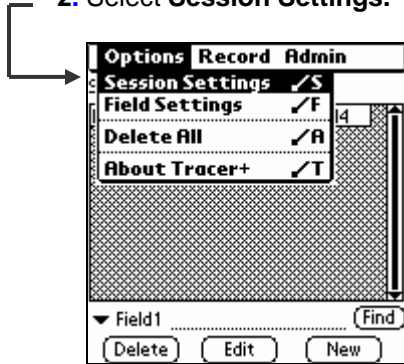 2. Select Session Settings.
Options Record Admin
Session Settings /S
Field Settings /F
Delete All /A
About Tracer+ /T
Field1 Find
Delete Edit New